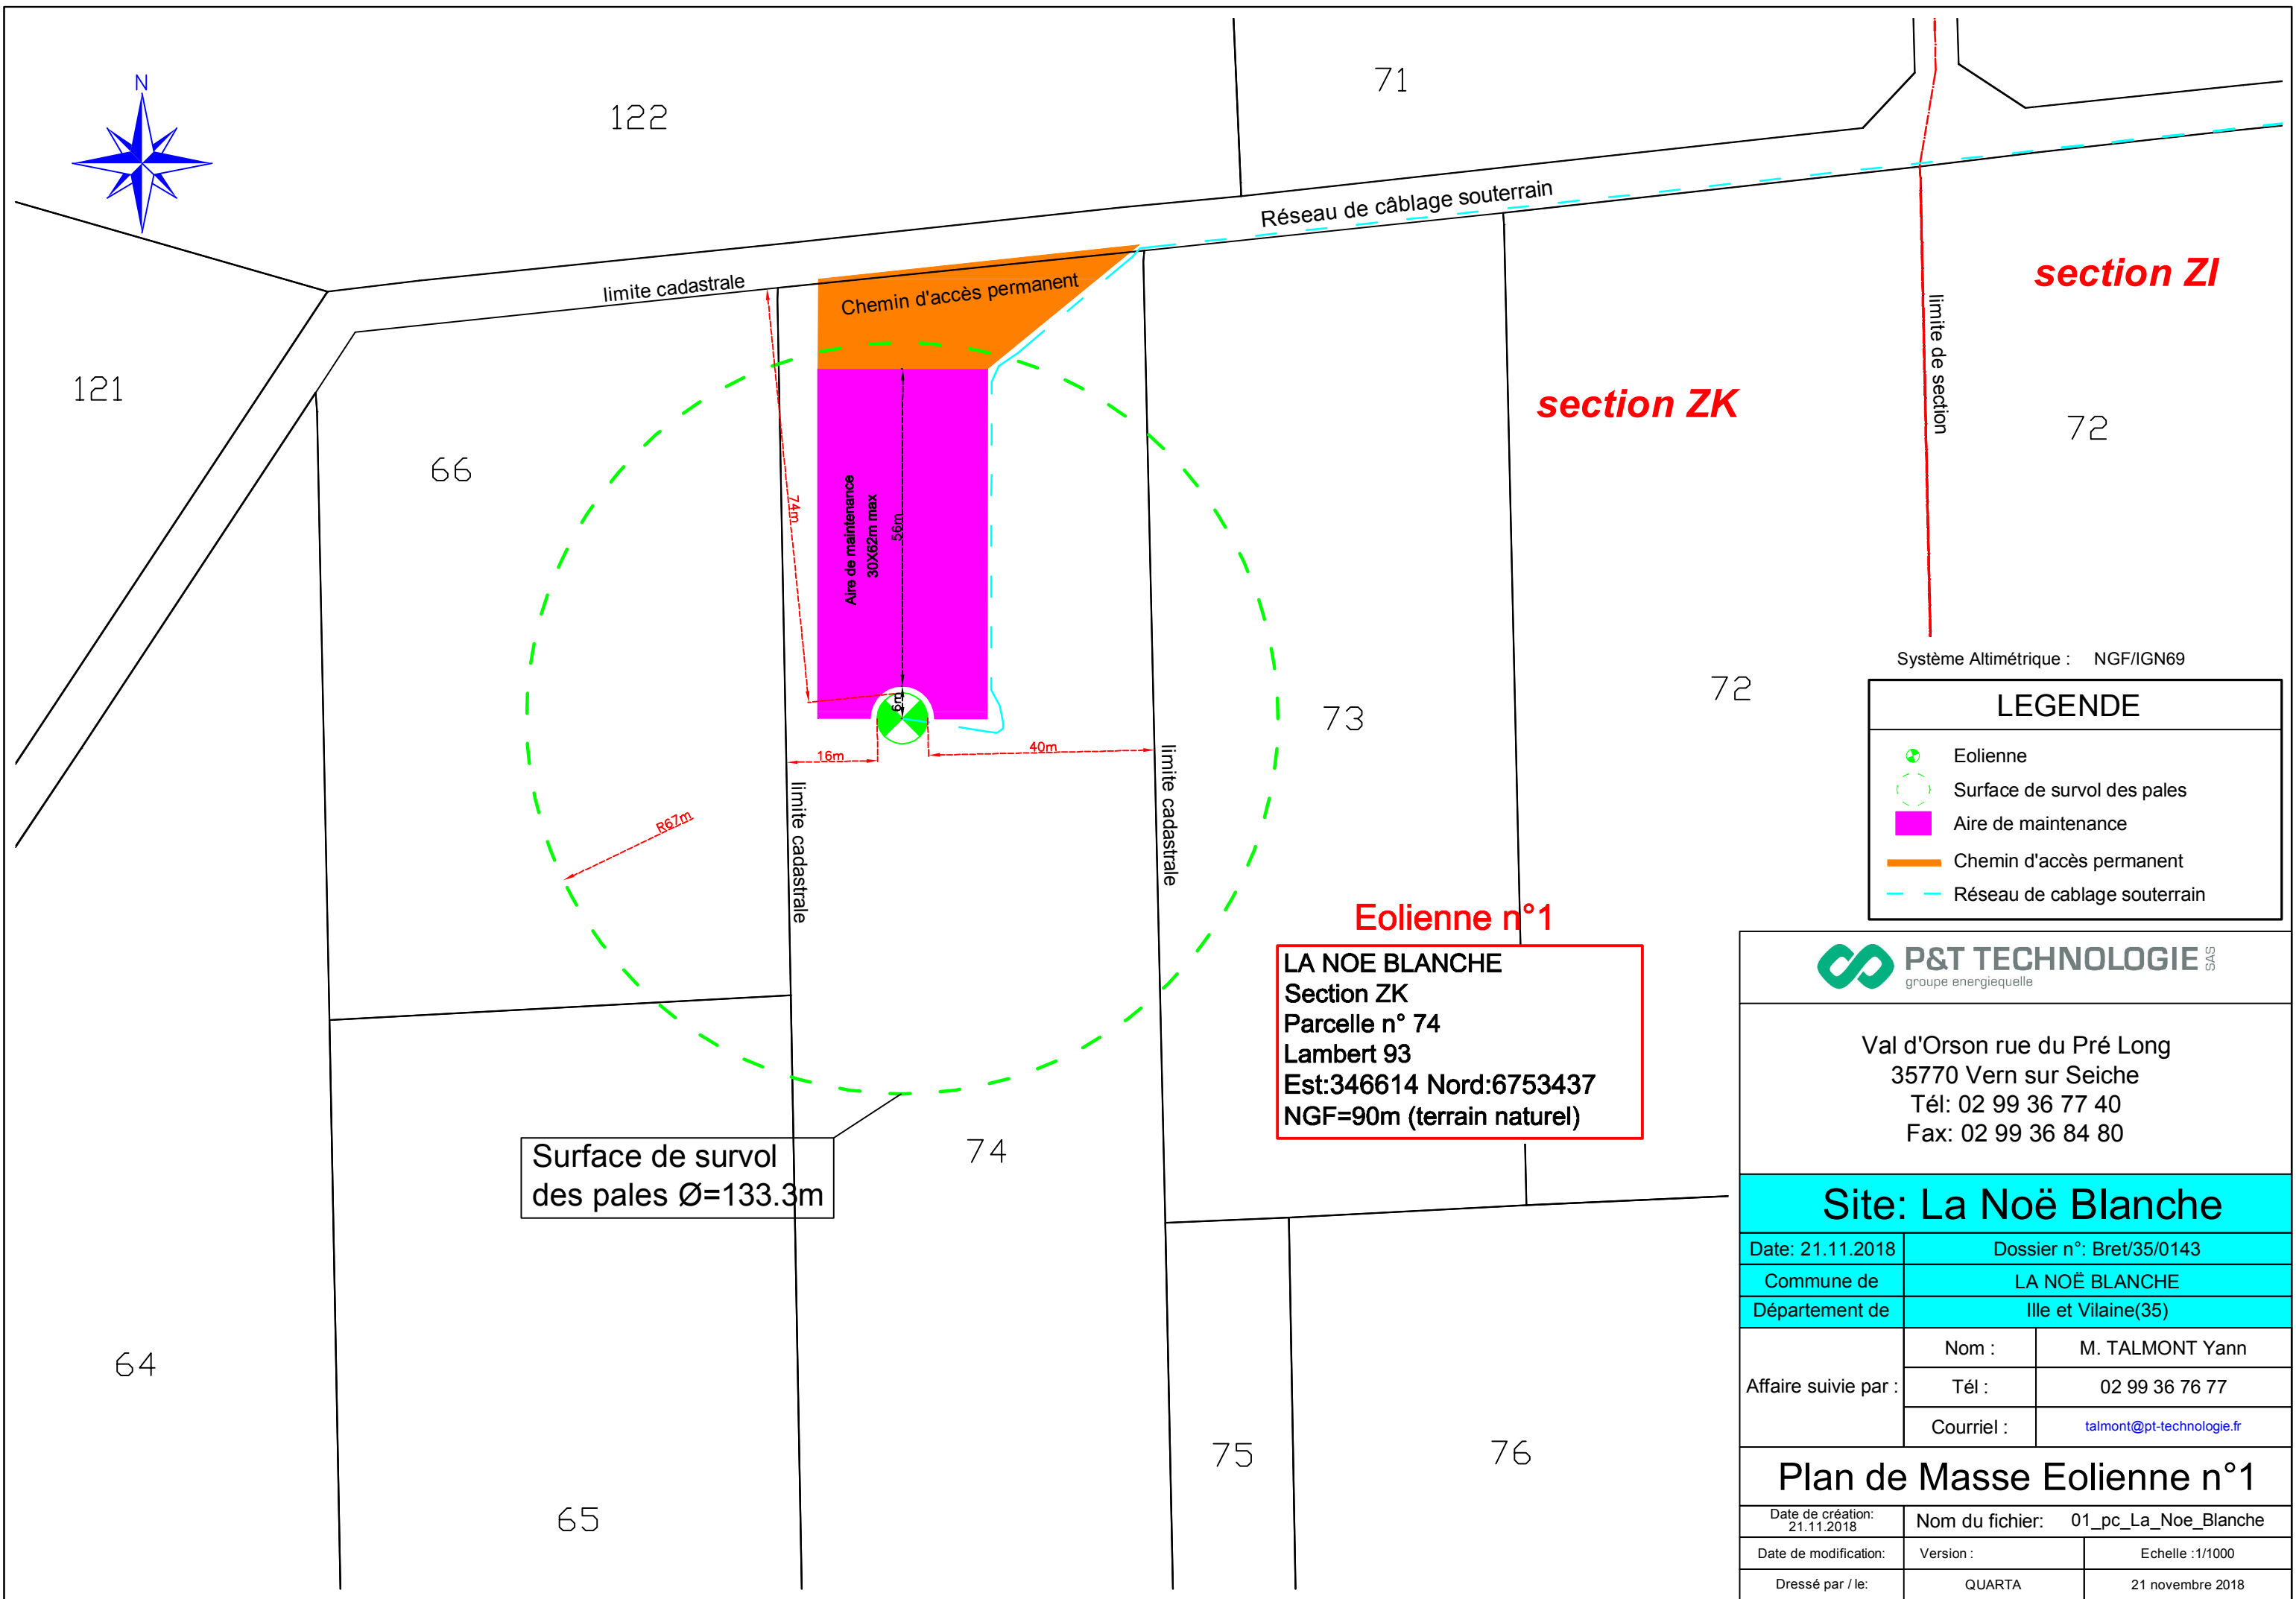 N
122
71
Réseau de câblage souterrain
limite cadastrale
Chemin d'accès permanent
section ZI
limite de section
121
section ZK
66
72
74m
Aire de maintenance
30X62m max
56m
6m
16m
40m
73
72
R67m
limite cadastrale
limite cadastrale
Système Altimétrique : NGF/IGN69
LEGENDE
Eolienne
Surface de survol des pales
Aire de maintenance
Chemin d'accès permanent
Réseau de cablage souterrain
Eolienne n°1
LA NOE BLANCHE
Section ZK
Parcelle n° 74
Lambert 93
Est:346614 Nord:6753437
NGF=90m (terrain naturel)
Surface de survol
des pales Ø=133.3m
74
64
65
75
76
P&T TECHNOLOGIE SAS
groupe energiequelle
Val d'Orson rue du Pré Long
35770 Vern sur Seiche
Tél: 02 99 36 77 40
Fax: 02 99 36 84 80
Site: La Noë Blanche
Date: 21.11.2018 Dossier n°: Bret/35/0143
Commune de LA NOË BLANCHE
Département de Ille et Vilaine(35)
Affaire suivie par :
Nom : M. TALMONT Yann
Tél : 02 99 36 76 77
Courriel : talmont@pt-technologie.fr
Plan de Masse Eolienne n°1
Date de création:
21.11.2018
Nom du fichier: 01_pc_La_Noe_Blanche
Date de modification: Version : Echelle :1/1000
Dressé par / le: QUARTA 21 novembre 2018